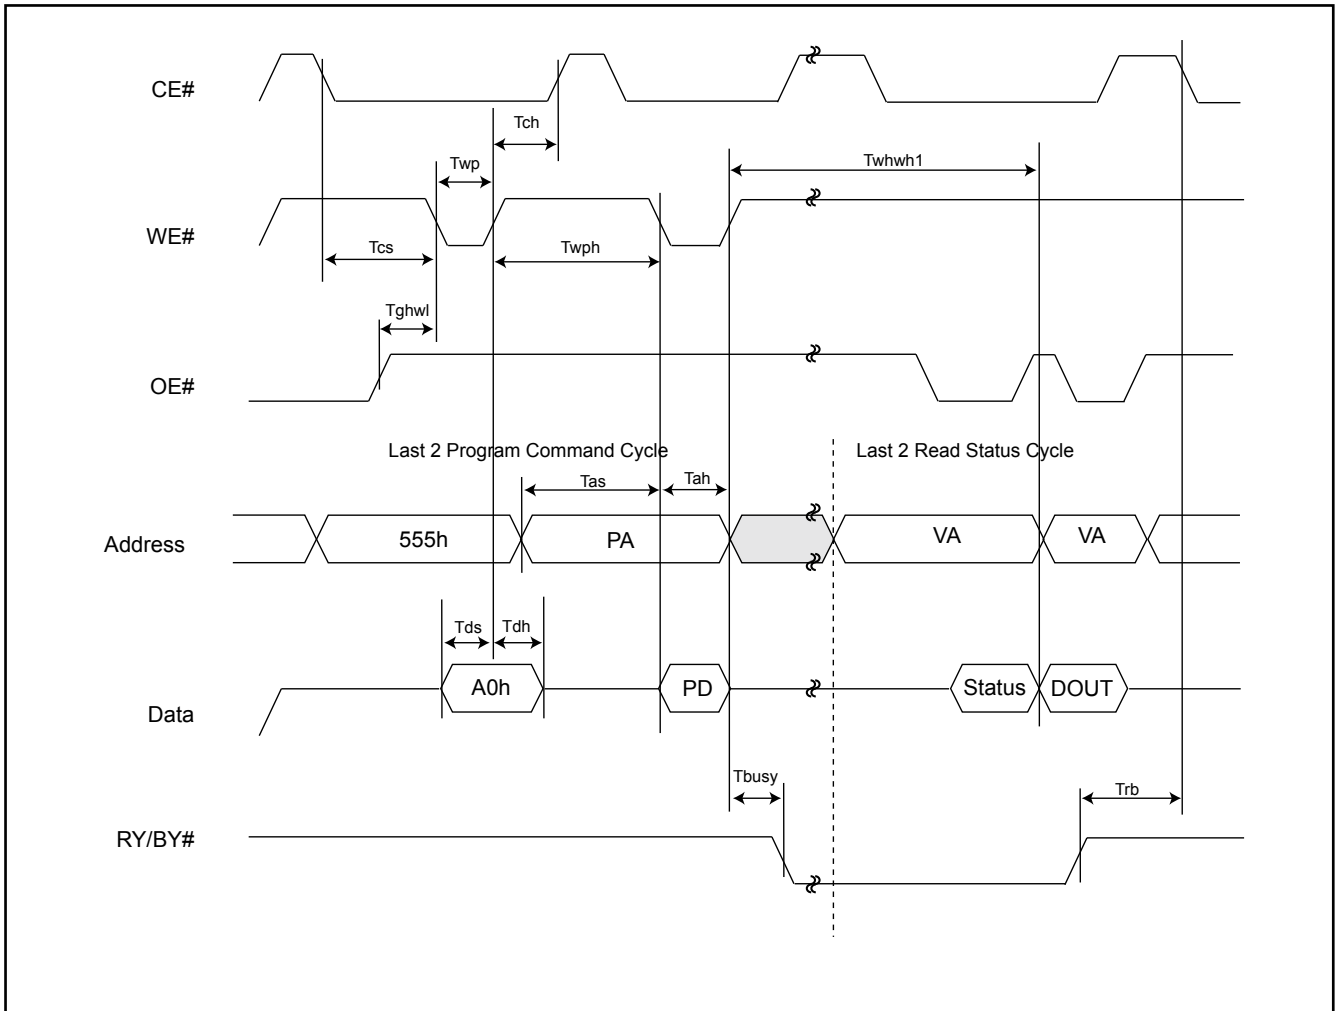 CE#
Tch
Twp
Twhwh1
WE#
Tcs
Twph
Tghwl
OE#
Last 2 Program Command Cycle
Last 2 Read Status Cycle
Tas
Tah
Address
555h
PA
VA
VA
Tds
Tdh
A0h
PD
Status
DOUT
Data
Tbusy
Trb
RY/BY#